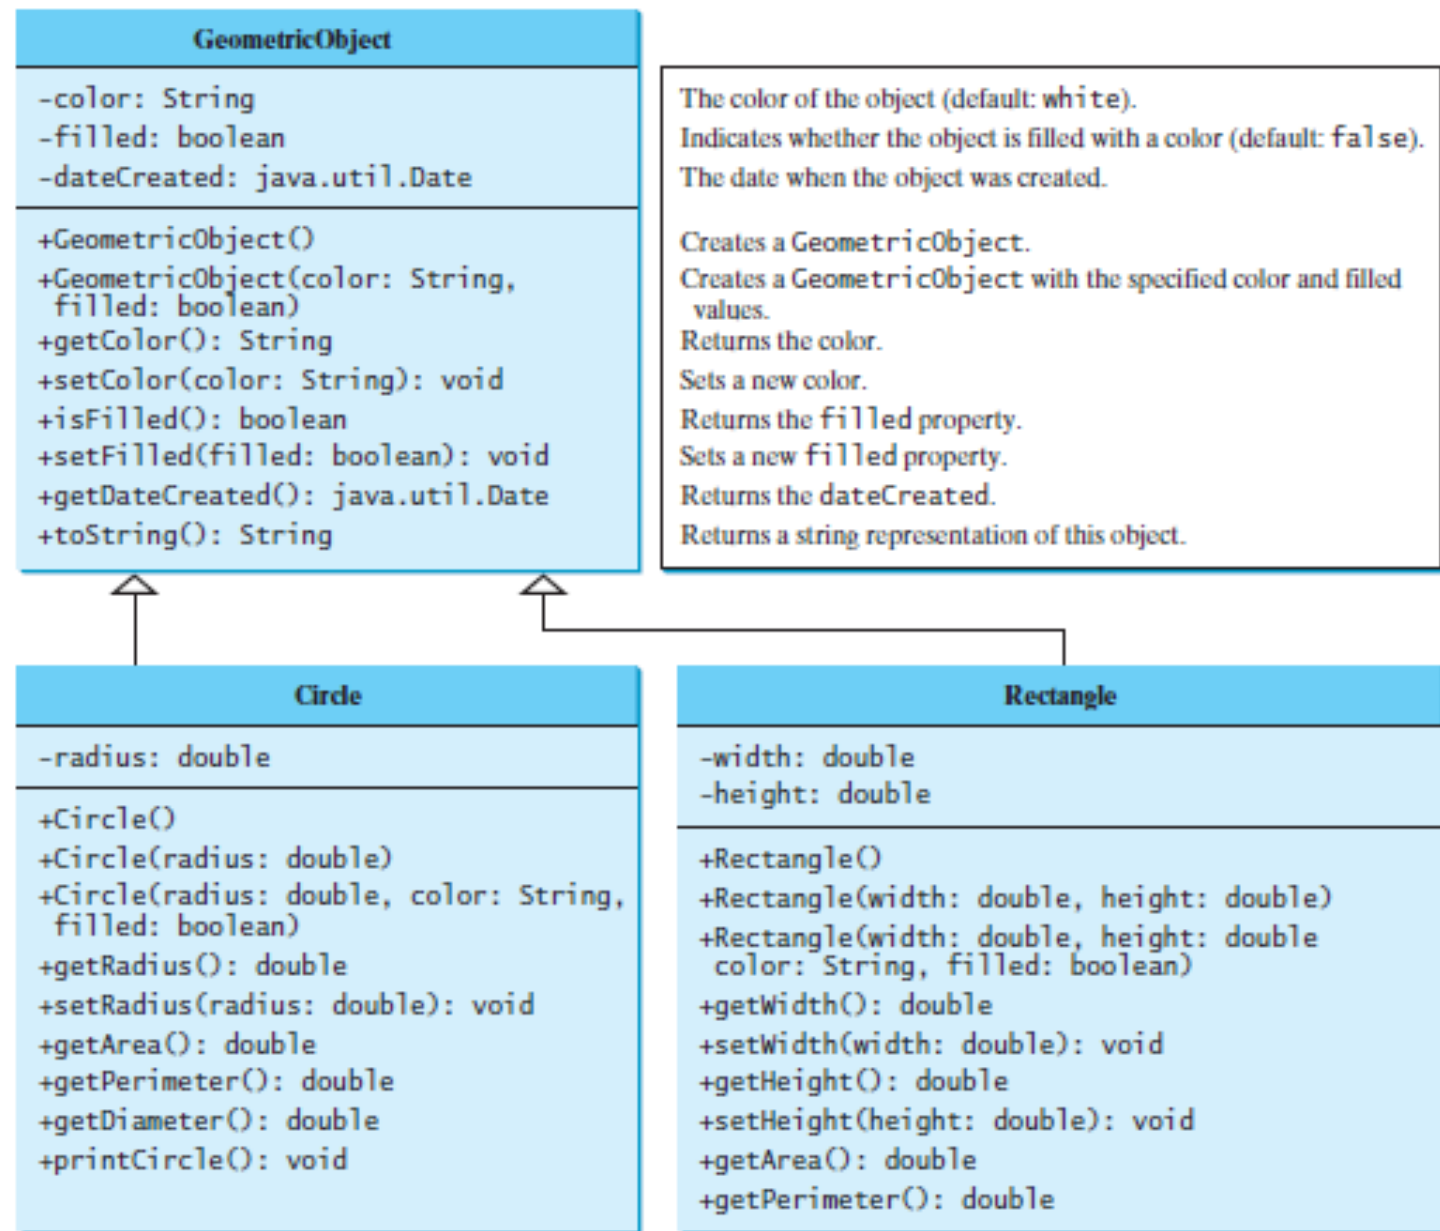 GeometricObject
-color: String
-filled: boolean
-dateCreated: java.util.Date
+GeometricObject()
+GeometricObject(color: String,
filled: boolean)
+getColor(): String
+setColor(color: String): void
+isFilled(): boolean
+setFilled(filled: boolean): void
+getDateCreated(): java.util.Date
+toString(): String
The color of the object (default: white).
Indicates whether the object is filled with a color (default: false).
The date when the object was created.
Creates a GeometricObject.
Creates a GeometricObject with the specified color and filled
values.
Returns the color.
Sets a new color.
Returns the filled property.
Sets a new filled property.
Returns the dateCreated.
Returns a string representation of this object.
Circle
-radius: double
+Circle()
+Circle(radius: double)
+Circle(radius: double, color: String,
filled: boolean)
+getRadius(): double
+setRadius(radius: double): void
+getArea(): double
+getPerimeter(): double
+getDiameter(): double
+printCircle(): void
Rectangle
-width: double
-height: double
+Rectangle()
+Rectangle(width: double, height: double)
+Rectangle(width: double, height: double
color: String, filled: boolean)
+getWidth(): double
+setWidth(width: double): void
+getHeight(): double
+setHeight(height: double): void
+getArea(): double
+getPerimeter(): double